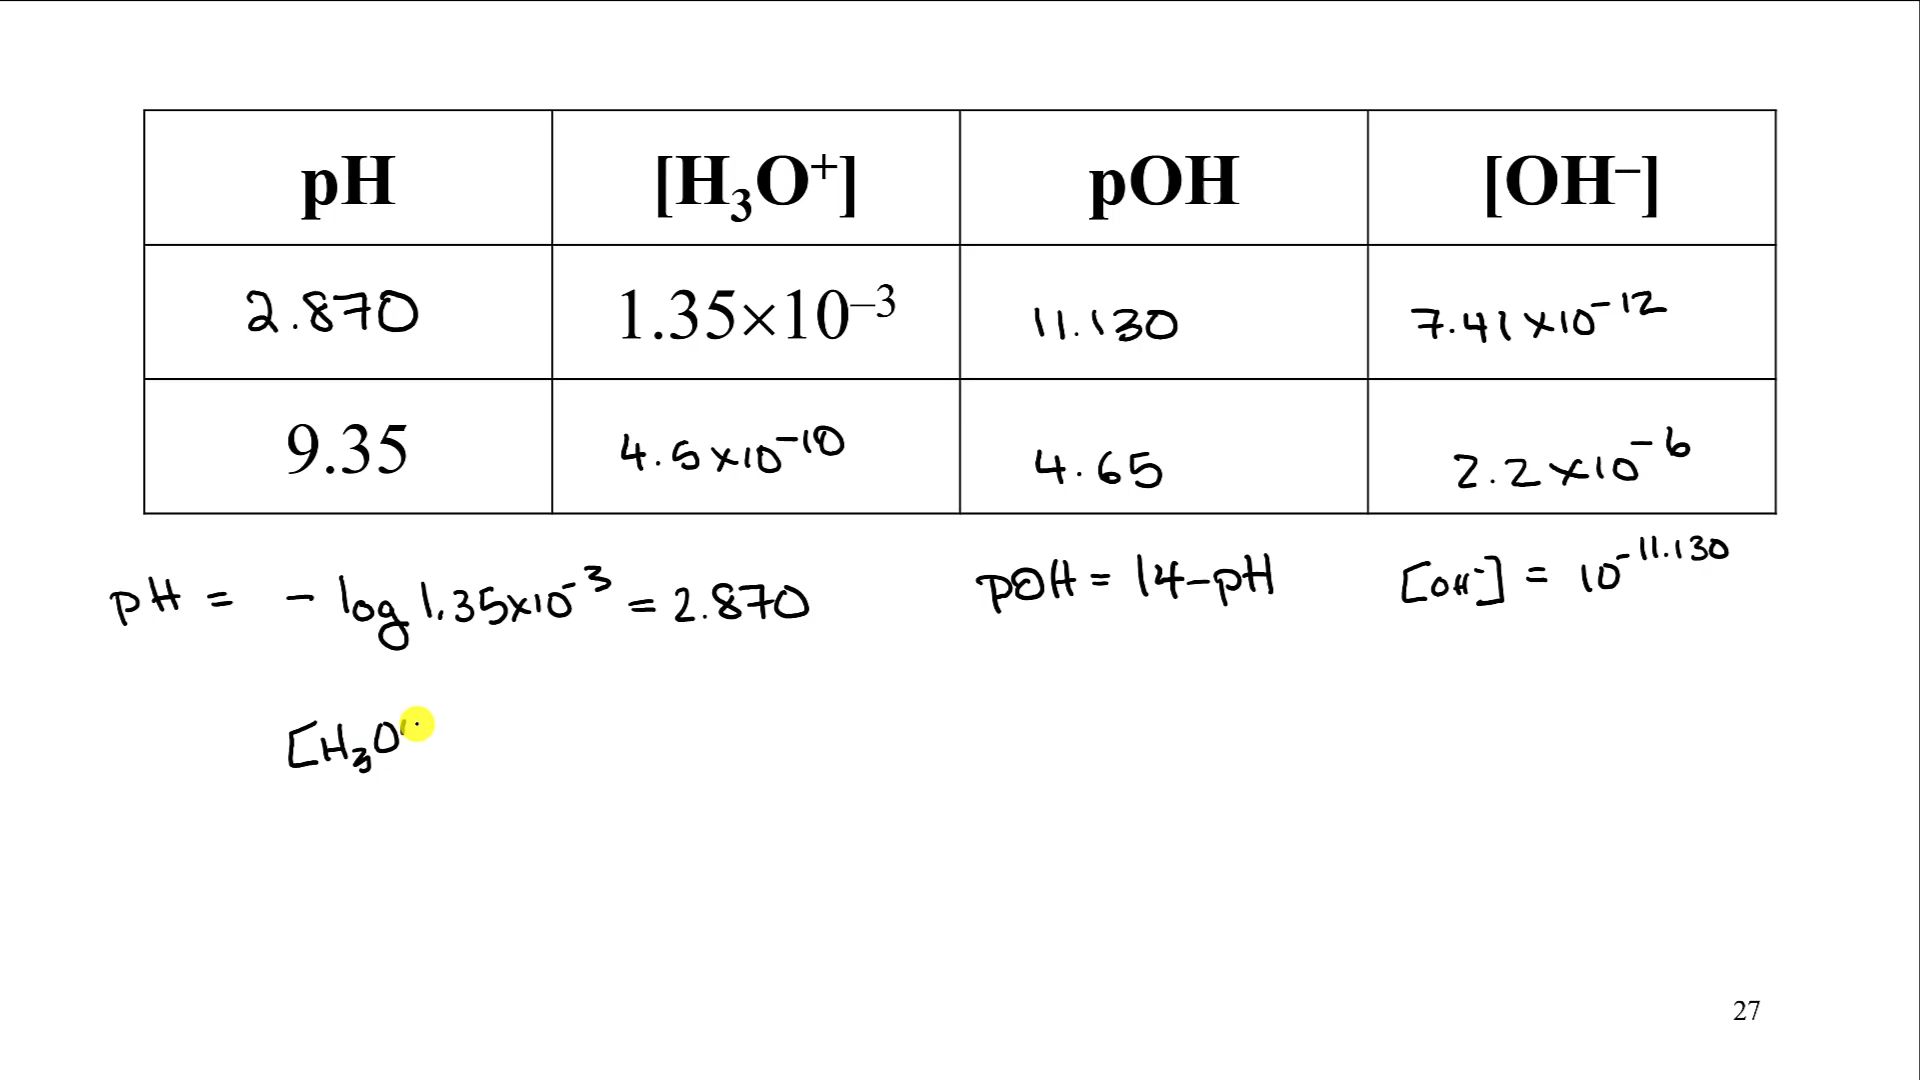 pH [H₃O⁺] pOH [OH⁻]
2.870 1.35×10⁻³ 11.130 7.41×10⁻¹²
9.35 4.5×10⁻¹⁰ 4.65 2.2×10⁻⁶
pH = - log 1.35×10⁻³ = 2.870 pOH = 14-pH [OH⁻] = 10⁻¹¹·¹³⁰
[H₃O
27